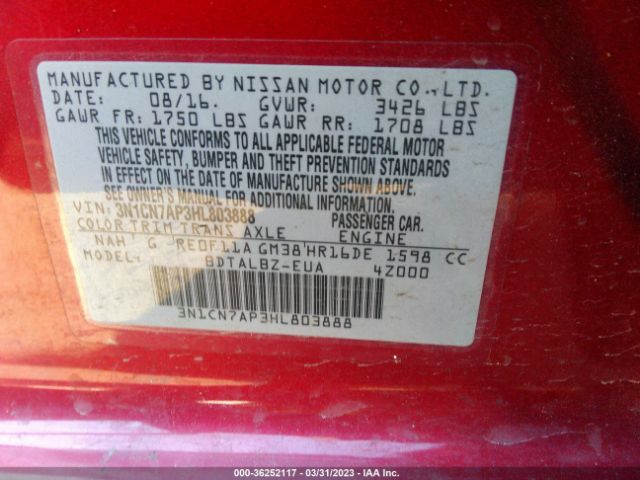 MANUFACTURED BY NISSAN MOTOR CO.,LTD.
DATE: 08/16. GVWR: 3426 LBS
GAWR FR: 1750 LBS GAWR RR: 1708 LBS
THIS VEHICLE CONFORMS TO ALL APPLICABLE FEDERAL MOTOR
VEHICLE SAFETY, BUMPER AND THEFT PREVENTION STANDARDS
IN EFFECT ON THE DATE OF MANUFACTURE SHOWN ABOVE.
SEE OWNER'S MANUAL FOR ADDITIONAL INFORMATION.
VIN: 3N1CN7AP3HL803888 PASSENGER CAR.
COLOR TRIM TRANS AXLE ENGINE
NAH G RE0F11A GM38 HR16DE 1598 CC
MODEL: BDTALBZ-EUA 4Z000
3N1CN7AP3HL803888
000-36252117 - 03/31/2023 - IAA Inc.